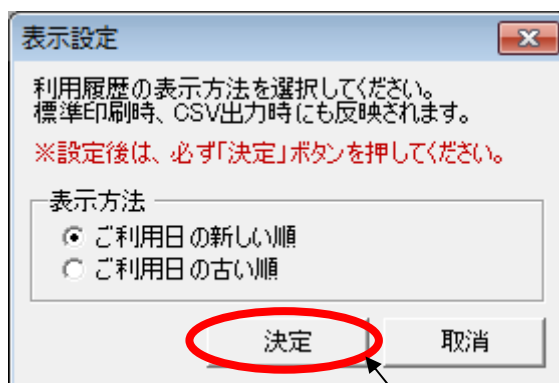 表示設定
利用履歴の表示方法を選択してください。
標準印刷時、CSV出力時にも反映されます。
※設定後は、必ず「決定」ボタンを押してください。
表示方法
ご利用日の新しい順
ご利用日の古い順
決定 取消